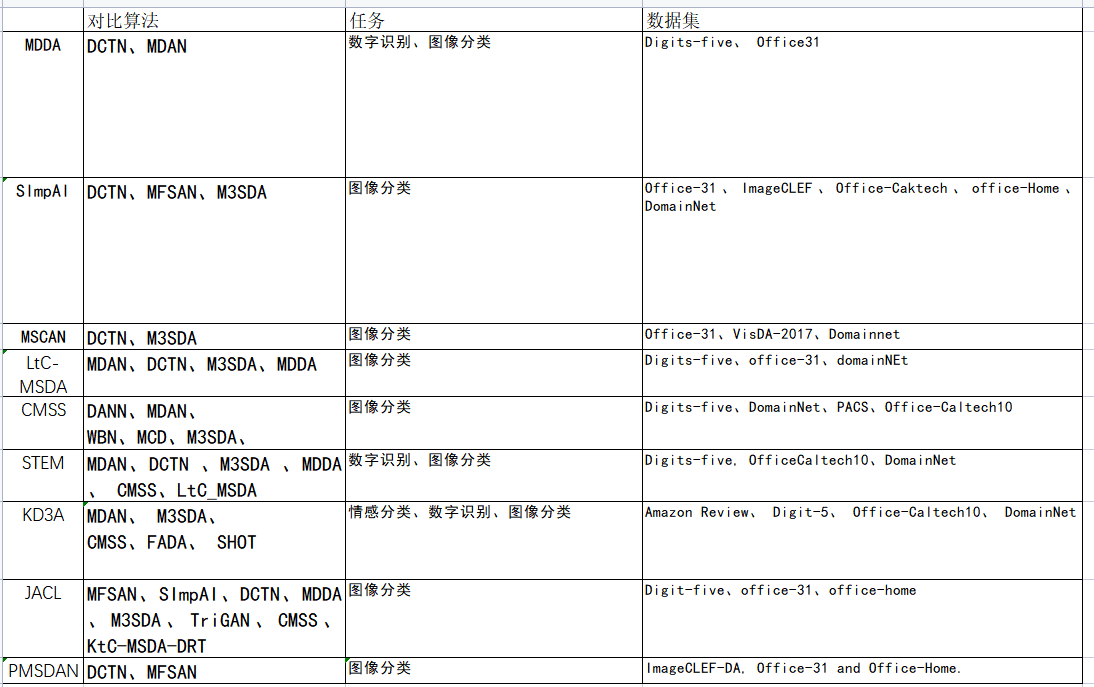 对比算法 任务 数据集
MDDA DCTN、MDAN 数字识别、图像分类 Digits-five、 Office31
SImpAI DCTN、MFSAN、M3SDA 图像分类 Office-31 、 ImageCLEF 、Office-Caktech 、 office-Home 、
DomainNet
MSCAN DCTN、M3SDA 图像分类 Office-31、VisDA-2017、Domainnet
LtC- MDAN、DCTN、M3SDA、MDDA 图像分类 Digits-five、office-31、domainNEt
MSDA
CMSS DANN、MDAN、 图像分类 Digits-five、DomainNet、PACS、Office-Caltech10
WBN、MCD、M3SDA、
STEM MDAN、DCTN 、M3SDA 、MDDA 数字识别、图像分类 Digits-five, OfficeCaltech10、DomainNet
、 CMSS、LtC_MSDA
KD3A MDAN、 M3SDA、 情感分类、数字识别、图像分类 Amazon Review、 Digit-5、 Office-Caltech10、 DomainNet
CMSS、FADA、 SHOT
JACL MFSAN、SImpAI、DCTN、MDDA 图像分类 Digit-five、office-31、office-home
、M3SDA 、TriGAN 、CMSS 、
KtC-MSDA-DRT
PMSDAN DCTN、MFSAN 图像分类 ImageCLEF-DA, Office-31 and Office-Home.